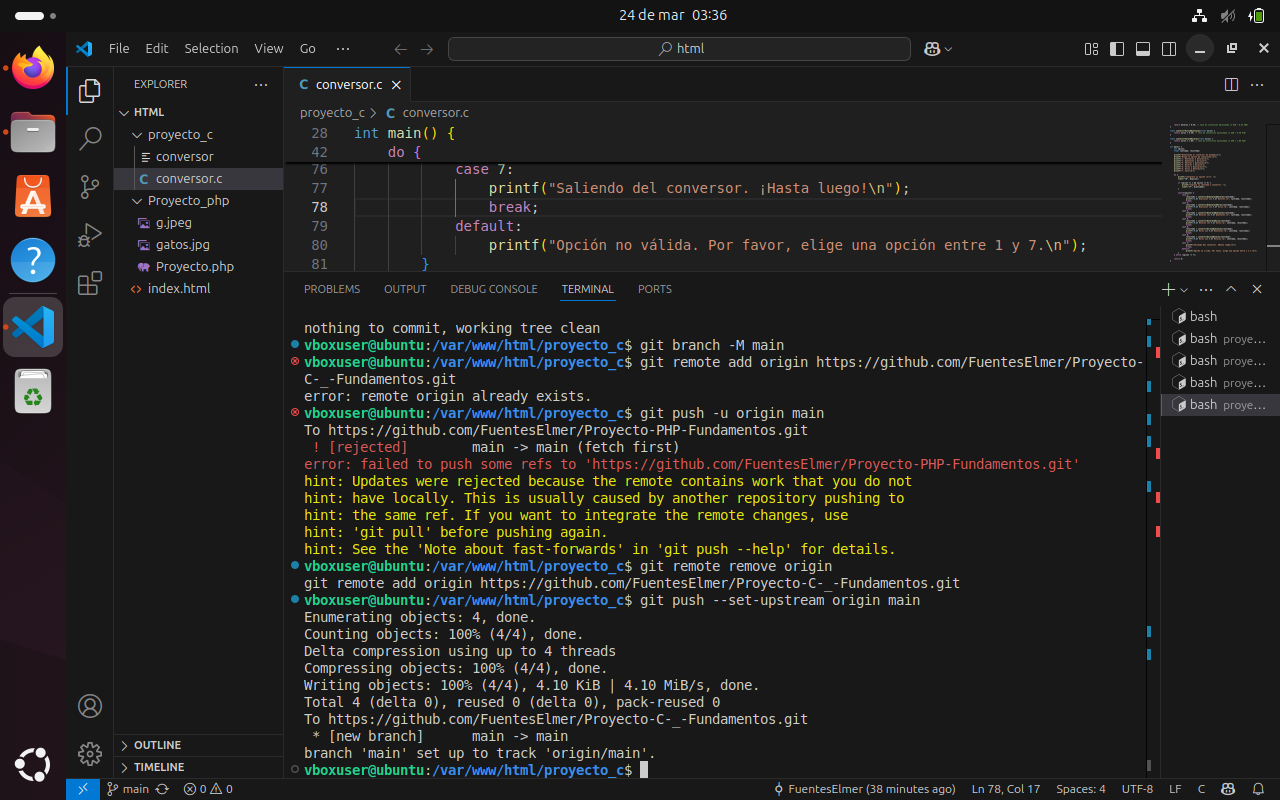 24 de mar 03:36
File Edit Selection View Go ···
html
EXPLORER
HTML
proyecto_c
conversor
C conversor.c
Proyecto_php
g.jpeg
gatos.jpg
Proyecto.php
index.html
OUTLINE
TIMELINE
C conversor.c
proyecto_c > C conversor.c
28 int main() {
42 do {
76 case 7:
77 printf("Saliendo del conversor. ¡Hasta luego!\n");
78 break;
79 default:
80 printf("Opción no válida. Por favor, elige una opción entre 1 y 7.\n");
81 }
PROBLEMS OUTPUT DEBUG CONSOLE TERMINAL PORTS
nothing to commit, working tree clean
vboxuser@ubuntu:/var/www/html/proyecto_c$ git branch -M main
vboxuser@ubuntu:/var/www/html/proyecto_c$ git remote add origin https://github.com/FuentesElmer/Proyecto-
C-_-Fundamentos.git
error: remote origin already exists.
vboxuser@ubuntu:/var/www/html/proyecto_c$ git push -u origin main
To https://github.com/FuentesElmer/Proyecto-PHP-Fundamentos.git
! [rejected] main -> main (fetch first)
error: failed to push some refs to 'https://github.com/FuentesElmer/Proyecto-PHP-Fundamentos.git'
hint: Updates were rejected because the remote contains work that you do not
hint: have locally. This is usually caused by another repository pushing to
hint: the same ref. If you want to integrate the remote changes, use
hint: 'git pull' before pushing again.
hint: See the 'Note about fast-forwards' in 'git push --help' for details.
vboxuser@ubuntu:/var/www/html/proyecto_c$ git remote remove origin
git remote add origin https://github.com/FuentesElmer/Proyecto-C-_-Fundamentos.git
vboxuser@ubuntu:/var/www/html/proyecto_c$ git push --set-upstream origin main
Enumerating objects: 4, done.
Counting objects: 100% (4/4), done.
Delta compression using up to 4 threads
Compressing objects: 100% (4/4), done.
Writing objects: 100% (4/4), 4.10 KiB | 4.10 MiB/s, done.
Total 4 (delta 0), reused 0 (delta 0), pack-reused 0
To https://github.com/FuentesElmer/Proyecto-C-_-Fundamentos.git
* [new branch] main -> main
branch 'main' set up to track 'origin/main'.
vboxuser@ubuntu:/var/www/html/proyecto_c$
bash
bash proye...
bash proye...
bash proye...
bash proye...
main 0 0 FuentesElmer (38 minutes ago) Ln 78, Col 17 Spaces: 4 UTF-8 LF C